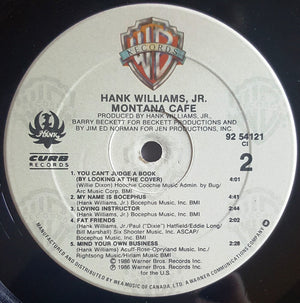 WB
RECORDS
HANK WILLIAMS, JR.
MONTANA CAFE
PRODUCED BY HANK WILLIAMS, JR.
BARRY BECKETT FOR BECKETT PRODUCTIONS AND
BY JIM ED NORMAN FOR JEN PRODUCTIONS, INC.
92 54121
CI
2
HANK
CURB
RECORDS
1. YOU CAN'T JUDGE A BOOK
(BY LOOKING AT THE COVER) 4:01
(Willie Dixon) Hoochie Coochie Music Admin. by Bug/
Arc Music Corp. BMI
2. MY NAME IS BOCEPHUS 4:41
(Hank Williams, Jr.) Bocephus Music Inc. BMI
3. LOVING INSTRUCTOR
(Hank Williams, Jr.) Bocephus Music, Inc. BMI
4. FAT FRIENDS
(Hank Williams, Jr./Paul ("Dixie") Hatfield/Eddie Long/
Bill Marshall) Six Shooter Music Inc. ASCAP/
Bocephus Music, Inc. BMI
5. MIND YOUR OWN BUSINESS 2:28
(Hank Williams) Acuff-Rose-Opryland Music, Inc./
Rightsong Music/Hiriam Music BMI
℗ 1986 Warner Bros. Records Inc.
© 1986 Warner Bros. Records Inc. for
the U.S.
MANUFACTURED AND DISTRIBUTED BY WEA MUSIC OF CANADA, LTD. A WARNER COMMUNICATIONS COMPANY